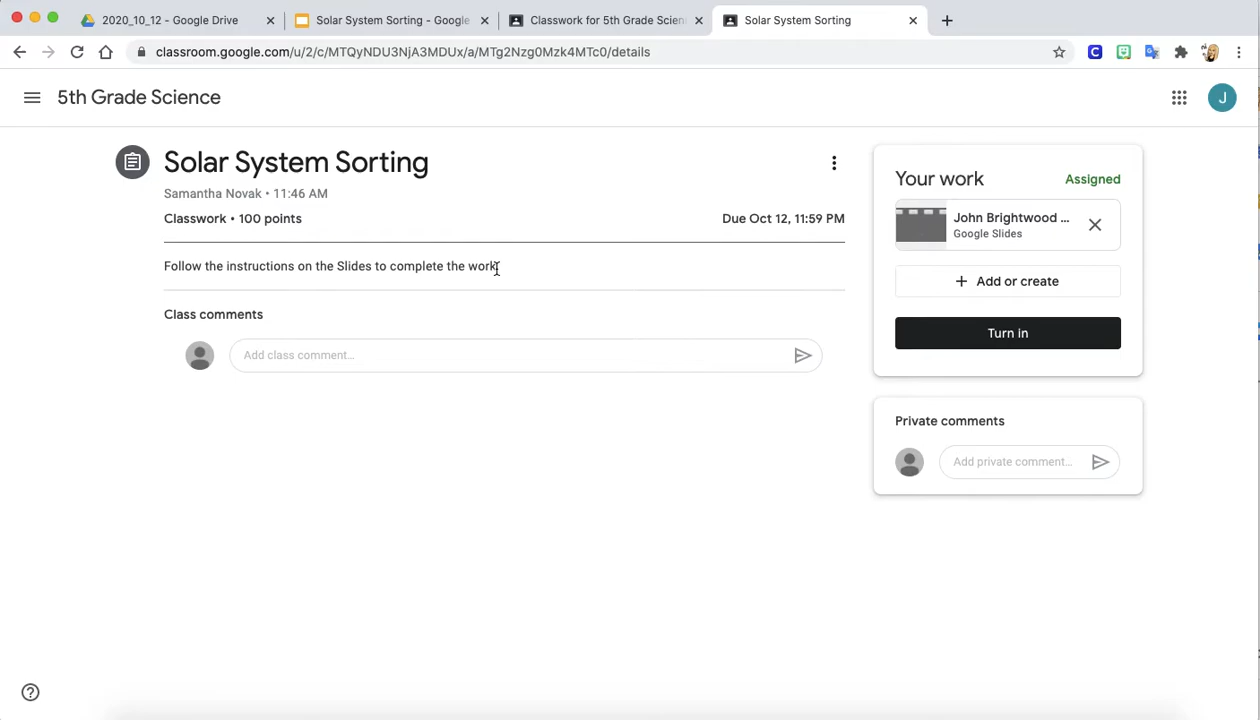 2020_10_12 - Google Drive
Solar System Sorting - Google
Classwork for 5th Grade Scien
Solar System Sorting
classroom.google.com/u/2/c/MTQyNDU3NjA3MDUx/a/MTg2Nzg0Mzk4MTc0/details
5th Grade Science
J
Solar System Sorting
Samantha Novak • 11:46 AM
Classwork • 100 points
Due Oct 12, 11:59 PM
Follow the instructions on the Slides to complete the work.
Class comments
Add class comment...
Your work
Assigned
John Brightwood ...
Google Slides
+ Add or create
Turn in
Private comments
Add private comment...